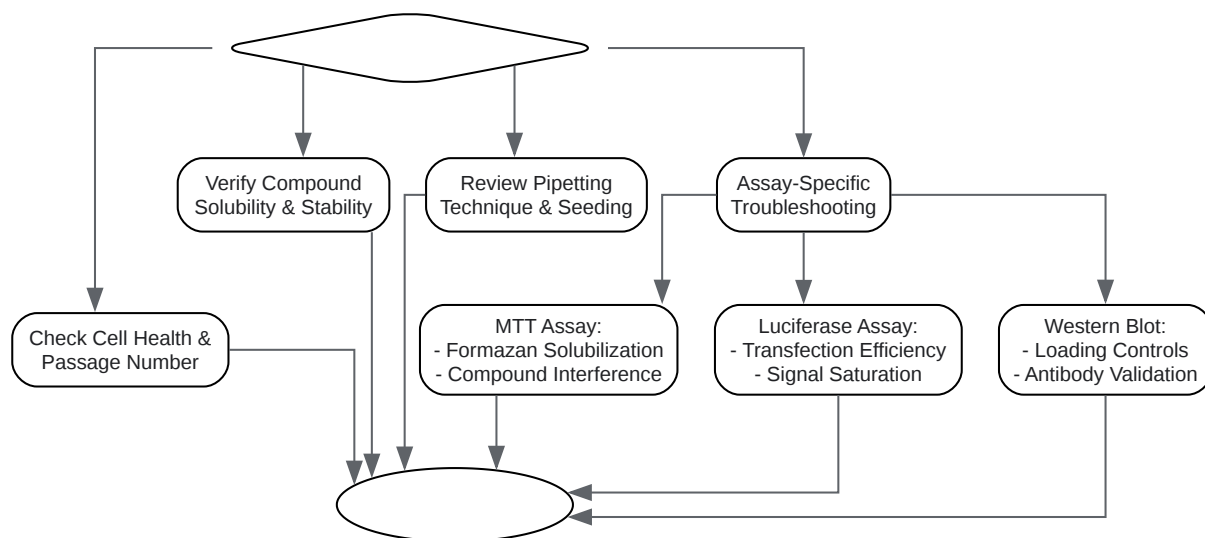 Verify Compound
Solubility & Stability
Review Pipetting
Technique & Seeding
Assay-Specific
Troubleshooting
Check Cell Health &
Passage Number
MTT Assay:
- Formazan Solubilization
- Compound Interference
Luciferase Assay:
- Transfection Efficiency
- Signal Saturation
Western Blot:
- Loading Controls
- Antibody Validation